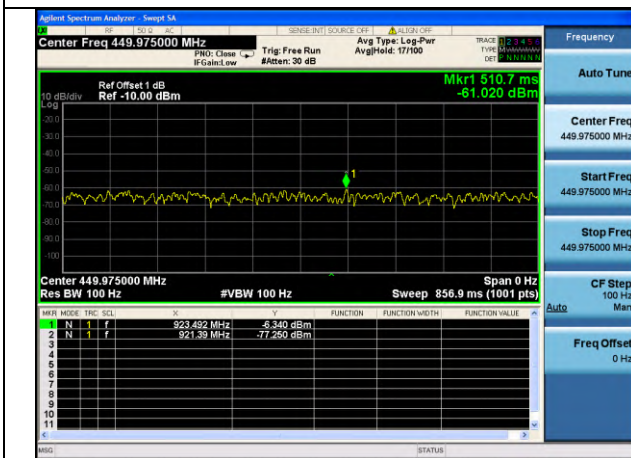 Agilent Spectrum Analyzer - Swept SA
RF 50 Ω AC SENSE:INT SOURCE OFF ALIGN OFF
Center Freq 449.975000 MHz
PNO: Close
IFGain:Low
Trig: Free Run
#Atten: 30 dB
Avg Type: Log-Pwr
Avg|Hold: 17/100
TRACE 1 2 3 4 5 6
TYPE M
DET P N N N N N
Ref Offset 1 dB
10 dB/div Ref -10.00 dBm
Log
Mkr1 510.7 ms
-61.020 dBm
-20.0
-30.0
-40.0
-50.0
-60.0
-70.0
-80.0
-90.0
-100
1
Center 449.975000 MHz Span 0 Hz
Res BW 100 Hz #VBW 100 Hz Sweep 856.9 ms (1001 pts)
MKR MODE TRC SCL X Y FUNCTION FUNCTION WIDTH FUNCTION VALUE
1 N 1 f 923.492 MHz -6.340 dBm
2 N 1 f 921.39 MHz -77.250 dBm
3
4
5
6
7
8
9
10
11
MSG STATUS
Frequency
Auto Tune
Center Freq
449.975000 MHz
Start Freq
449.975000 MHz
Stop Freq
449.975000 MHz
CF Step
100 Hz
Auto Man
Freq Offset
0 Hz